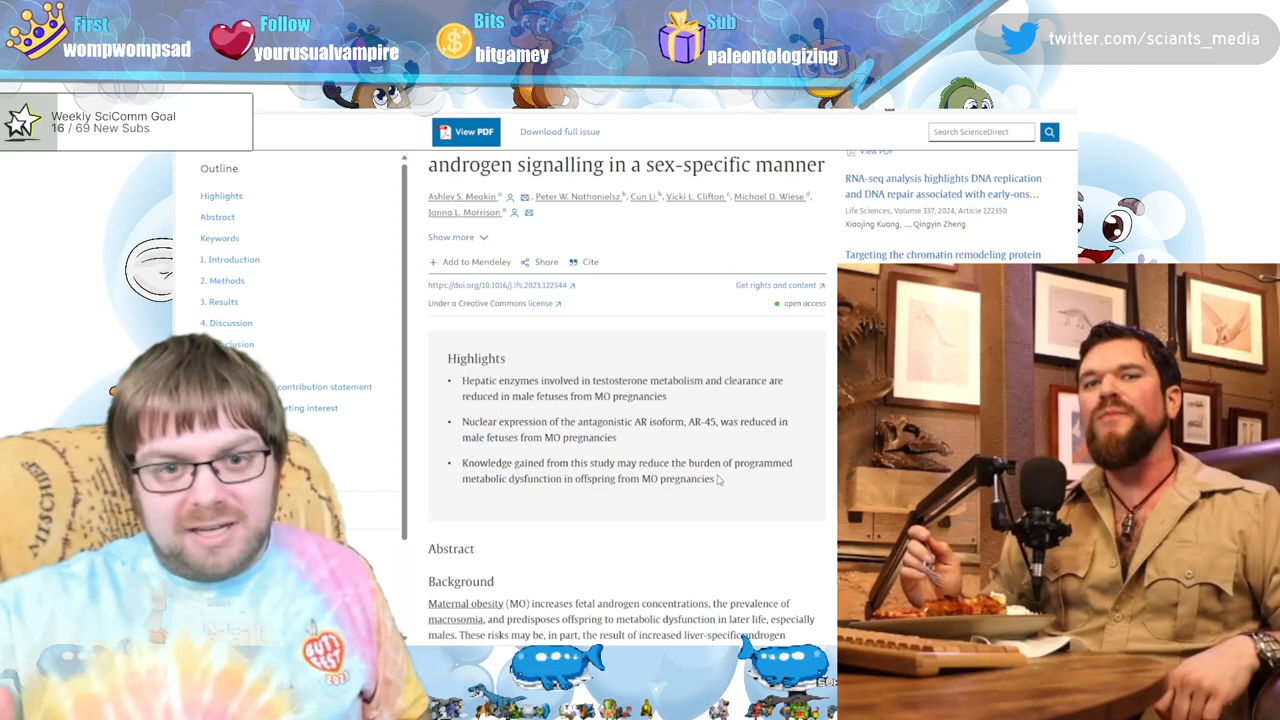 First
wompwompsad
Follow
yourusualvampire
Bits
bitgamey
Sub
paleontologizing
twitter.com/sciants_media
Weekly SciComm Goal
16 / 69 New Subs
View PDF
Download full issue
Search ScienceDirect
Outline
Highlights
Abstract
Keywords
1. Introduction
2. Methods
3. Results
4. Discussion
contribution statement
androgen signalling in a sex-specific manner
Ashley S. Meakin a, Peter W. Nathanielsz b, Cun Li b, Vicki L. Clifton c, Michael D. Wiese d,
Janna L. Morrison a
Show more
Add to Mendeley Share Cite
https://doi.org/10.1016/j.lfs.2023.122344
Get rights and content
Under a Creative Commons license
open access
Highlights
• Hepatic enzymes involved in testosterone metabolism and clearance are
reduced in male fetuses from MO pregnancies
• Nuclear expression of the antagonistic AR isoform, AR-45, was reduced in
male fetuses from MO pregnancies
• Knowledge gained from this study may reduce the burden of programmed
metabolic dysfunction in offspring from MO pregnancies
Abstract
Background
Maternal obesity (MO) increases fetal androgen concentrations, the prevalence of
macrosomia, and predisposes offspring to metabolic dysfunction in later life, especially
males. These risks may be, in part, the result of increased liver-specific androgen
View PDF
RNA-seq analysis highlights DNA replication
and DNA repair associated with early-ons...
Life Sciences, Volume 337, 2024, Article 122350
Xiaojing Kuang, ..., Qingyin Zheng
Targeting the chromatin remodeling protein
BUTT
FEST
2023